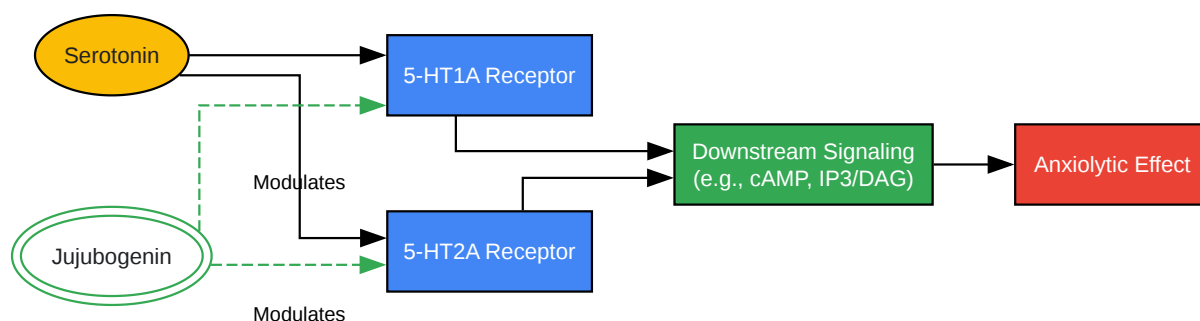 Serotonin
5-HT1A Receptor
Downstream Signaling
(e.g., cAMP, IP3/DAG)
Anxiolytic Effect
Modulates
Jujubogenin
5-HT2A Receptor
Modulates